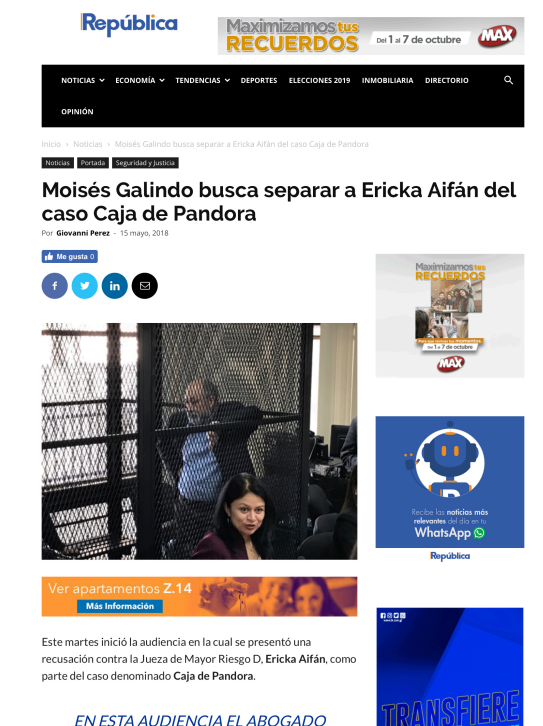 República
Maximizamos tus
RECUERDOS
Del 1 al 7 de octubre
MAX
NOTICIAS
ECONOMÍA
TENDENCIAS
DEPORTES
ELECCIONES 2019
INMOBILIARIA
DIRECTORIO
OPINIÓN
Inicio › Noticias › Moisés Galindo busca separar a Ericka Aifán del caso Caja de Pandora
Noticias
Portada
Seguridad y Justicia
Moisés Galindo busca separar a Ericka Aifán del
caso Caja de Pandora
Por Giovanni Perez - 15 mayo, 2018
Me gusta 0
Maximizamos tus
RECUERDOS
Del 1 al 7 de octubre
MAX
Recibe las noticias más
relevantes del día en tu
WhatsApp
República
Ver apartamentos Z.14
Más Información
Este martes inició la audiencia en la cual se presentó una
recusación contra la Jueza de Mayor Riesgo D, Ericka Aifán, como
parte del caso denominado Caja de Pandora.
EN ESTA AUDIENCIA EL ABOGADO
TRANSFIERE